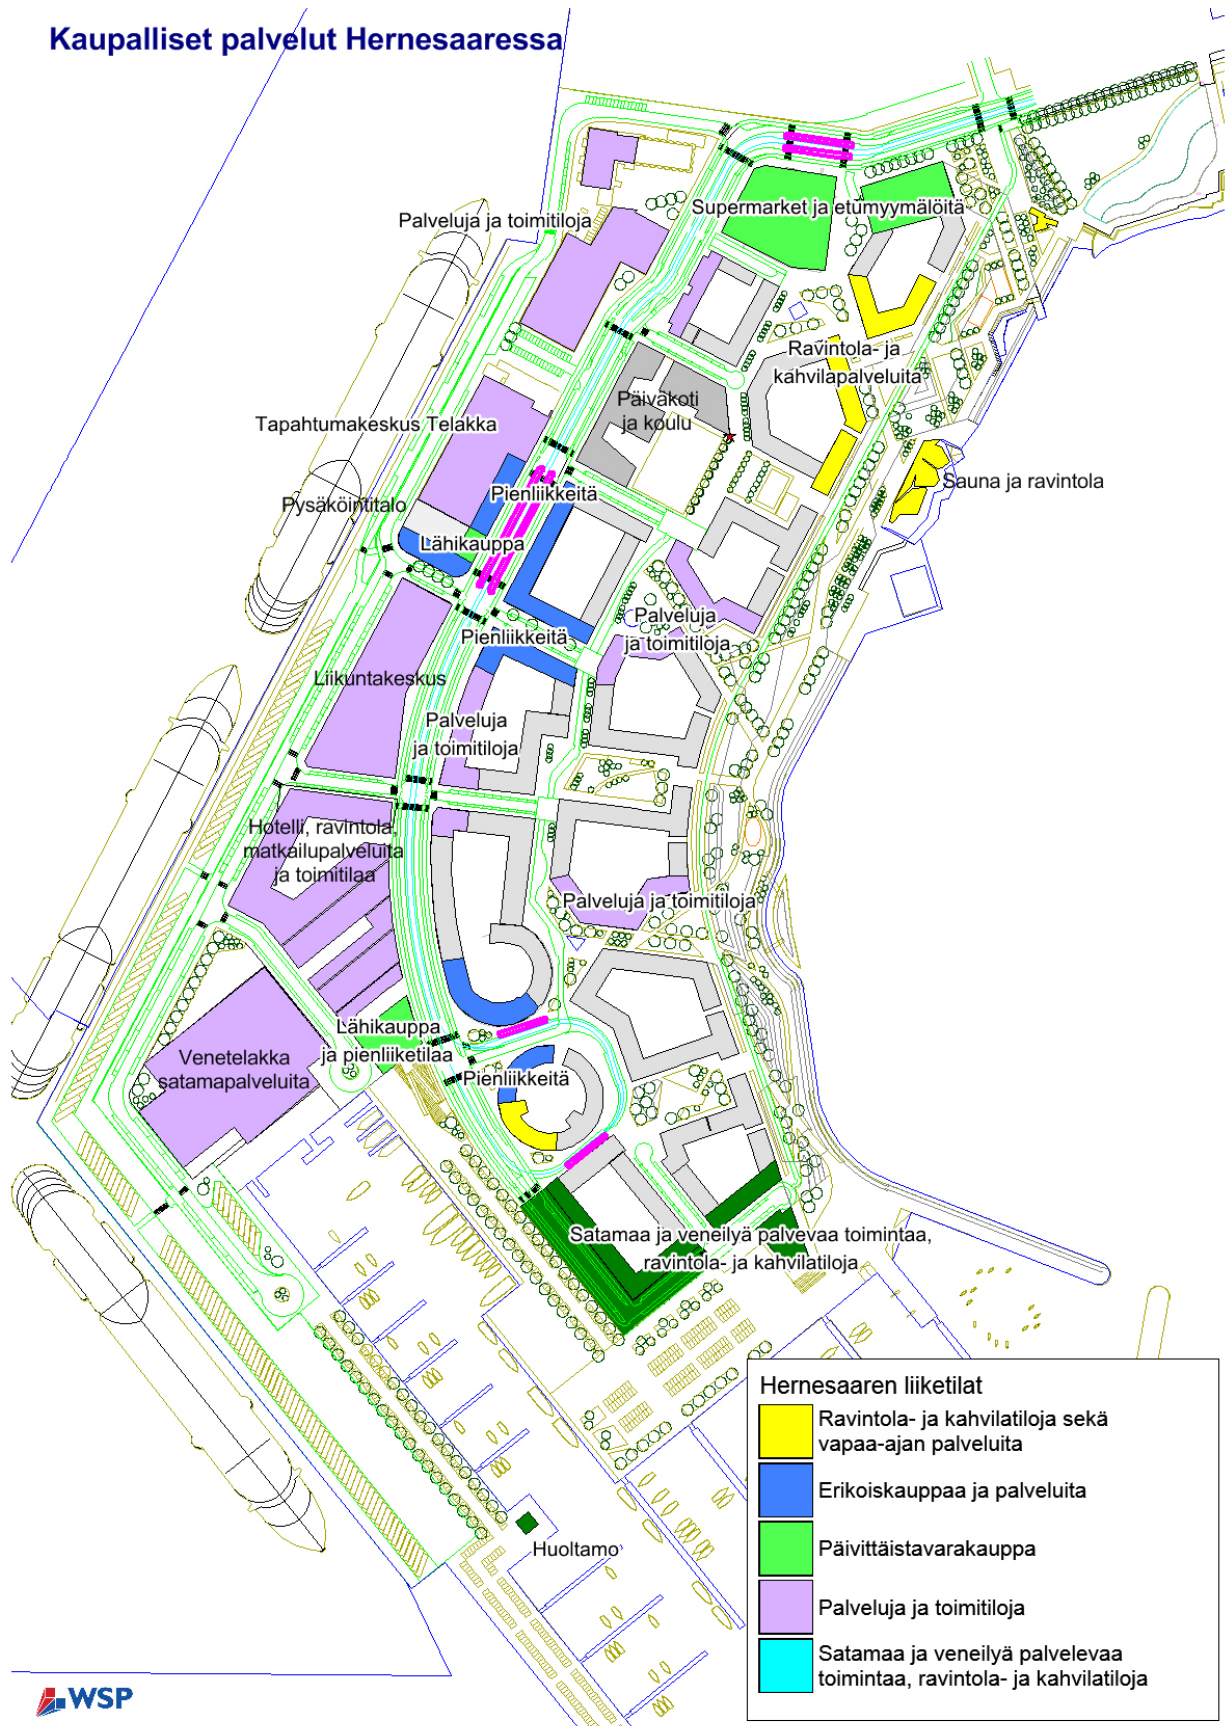 Kaupalliset palvelut Hernesaaressa
Supermarket ja etumyymälöitä
Palveluja ja toimitiloja
Ravintola- ja
kahvilapalveluita
Päiväkoti
ja koulu
Tapahtumakeskus Telakka
Sauna ja ravintola
Pienliikkeitä
Pysäköintitalo
Lähikauppa
Palveluja
ja toimitiloja
Pienliikkeitä
Liikuntakeskus
Palveluja
ja toimitiloja
Hotelli, ravintola,
matkailupalveluita
ja toimitilaa
Palveluja ja toimitiloja
Lähikauppa
ja pienliiketilaa
Venetelakka
satamapalveluita
Pienliikkeitä
Satamaa ja veneilyä palvevaa toimintaa,
ravintola- ja kahvilatiloja
Huoltamo
Hernesaaren liiketilat
Ravintola- ja kahvilatiloja sekä
vapaa-ajan palveluita
Erikoiskauppaa ja palveluita
Päivittäistavarakauppa
Palveluja ja toimitiloja
Satamaa ja veneilyä palvelevaa
toimintaa, ravintola- ja kahvilatiloja
WSP